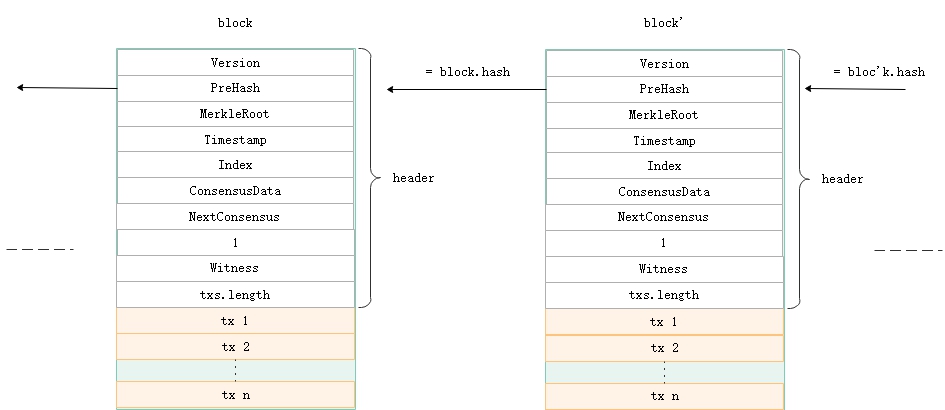 block
block'
Version
PreHash
MerkleRoot
Timestamp
Index
ConsensusData
NextConsensus
1
Witness
txs.length
tx 1
tx 2
tx n
header
= block.hash
Version
PreHash
MerkleRoot
Timestamp
Index
ConsensusData
NextConsensus
1
Witness
txs.length
tx 1
tx 2
tx n
header
= bloc'k.hash